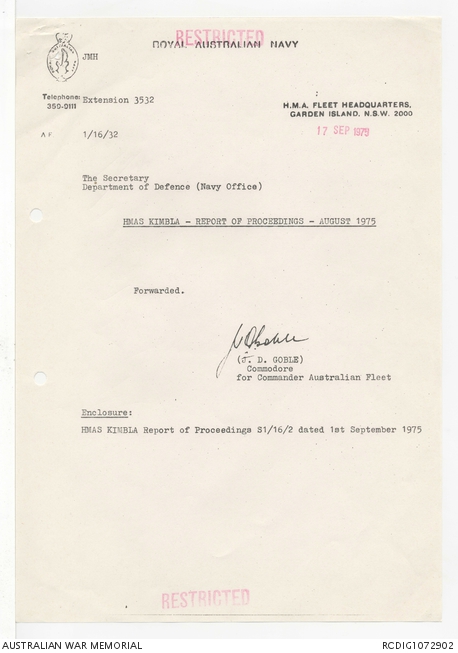 RESTRICTED
ROYAL AUSTRALIAN NAVY
JMH
Telephone:
359-0111
Extension 3532
H.M.A. FLEET HEADQUARTERS,
GARDEN ISLAND, N.S.W. 2000
17 SEP 1975
AF 1/16/32
The Secretary
Department of Defence (Navy Office)
HMAS KIMBLA - REPORT OF PROCEEDINGS - AUGUST 1975
Forwarded.
(J. D. GOBLE)
Commodore
for Commander Australian Fleet
Enclosure:
HMAS KIMBLA Report of Proceedings S1/16/2 dated 1st September 1975
RESTRICTED
AUSTRALIAN WAR MEMORIAL
RCDIG1072902